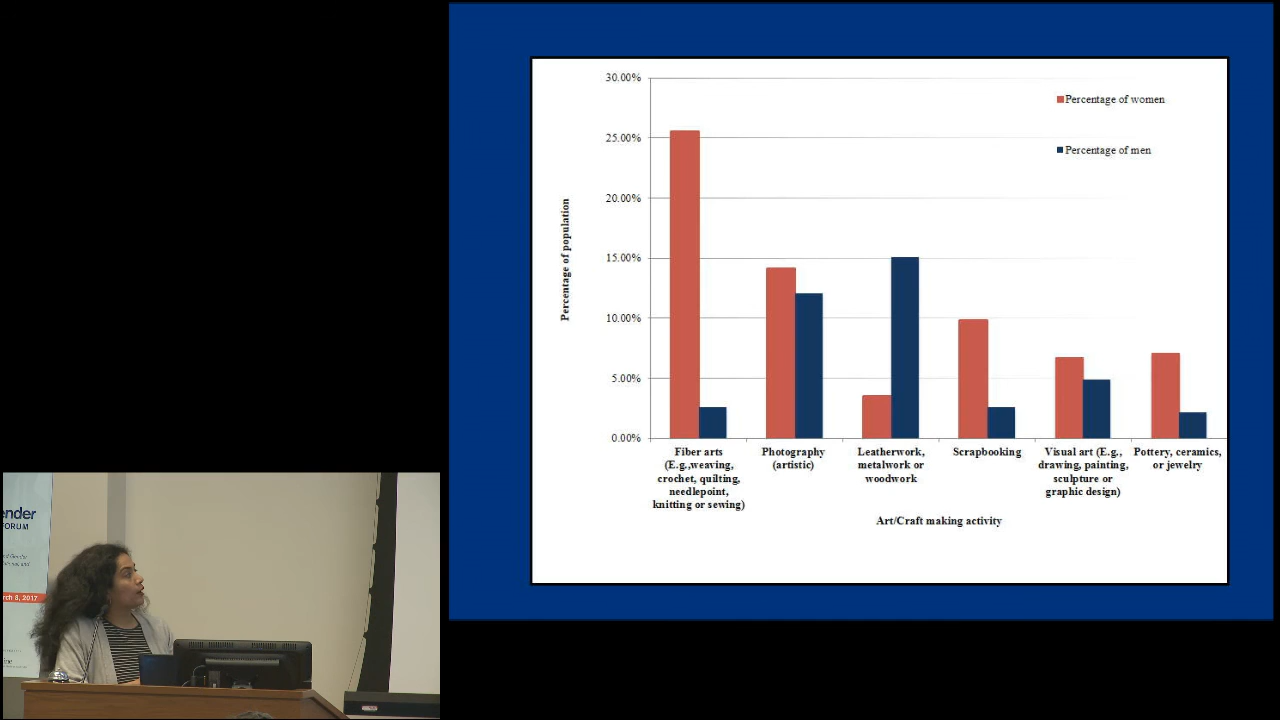 30.00%
25.00%
20.00%
15.00%
10.00%
5.00%
0.00%
Percentage of population
Percentage of women
Percentage of men
Fiber arts
(E.g.,weaving,
crochet, quilting,
needlepoint,
knitting or sewing)
Photography
(artistic)
Leatherwork,
metalwork or
woodwork
Scrapbooking
Visual art (E.g.,
drawing, painting,
sculpture or
graphic design)
Pottery, ceramics,
or jewelry
Art/Craft making activity
ender
FORUM
rch 8, 2017